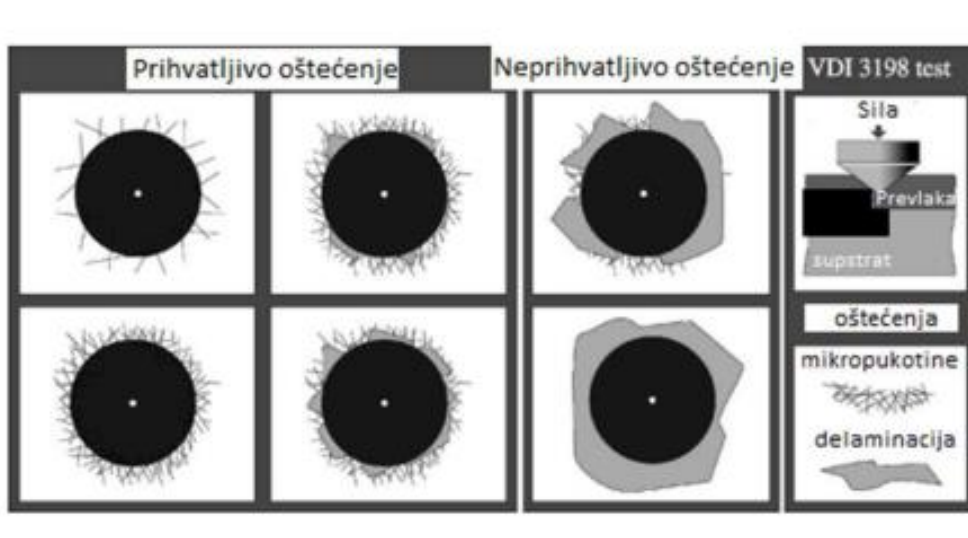 Prihvatljivo oštećenje
Neprihvatljivo oštećenje
VDI 3198 test
Sila
Prevlaka
supstrat
oštećenja
mikropukotine
delaminacija